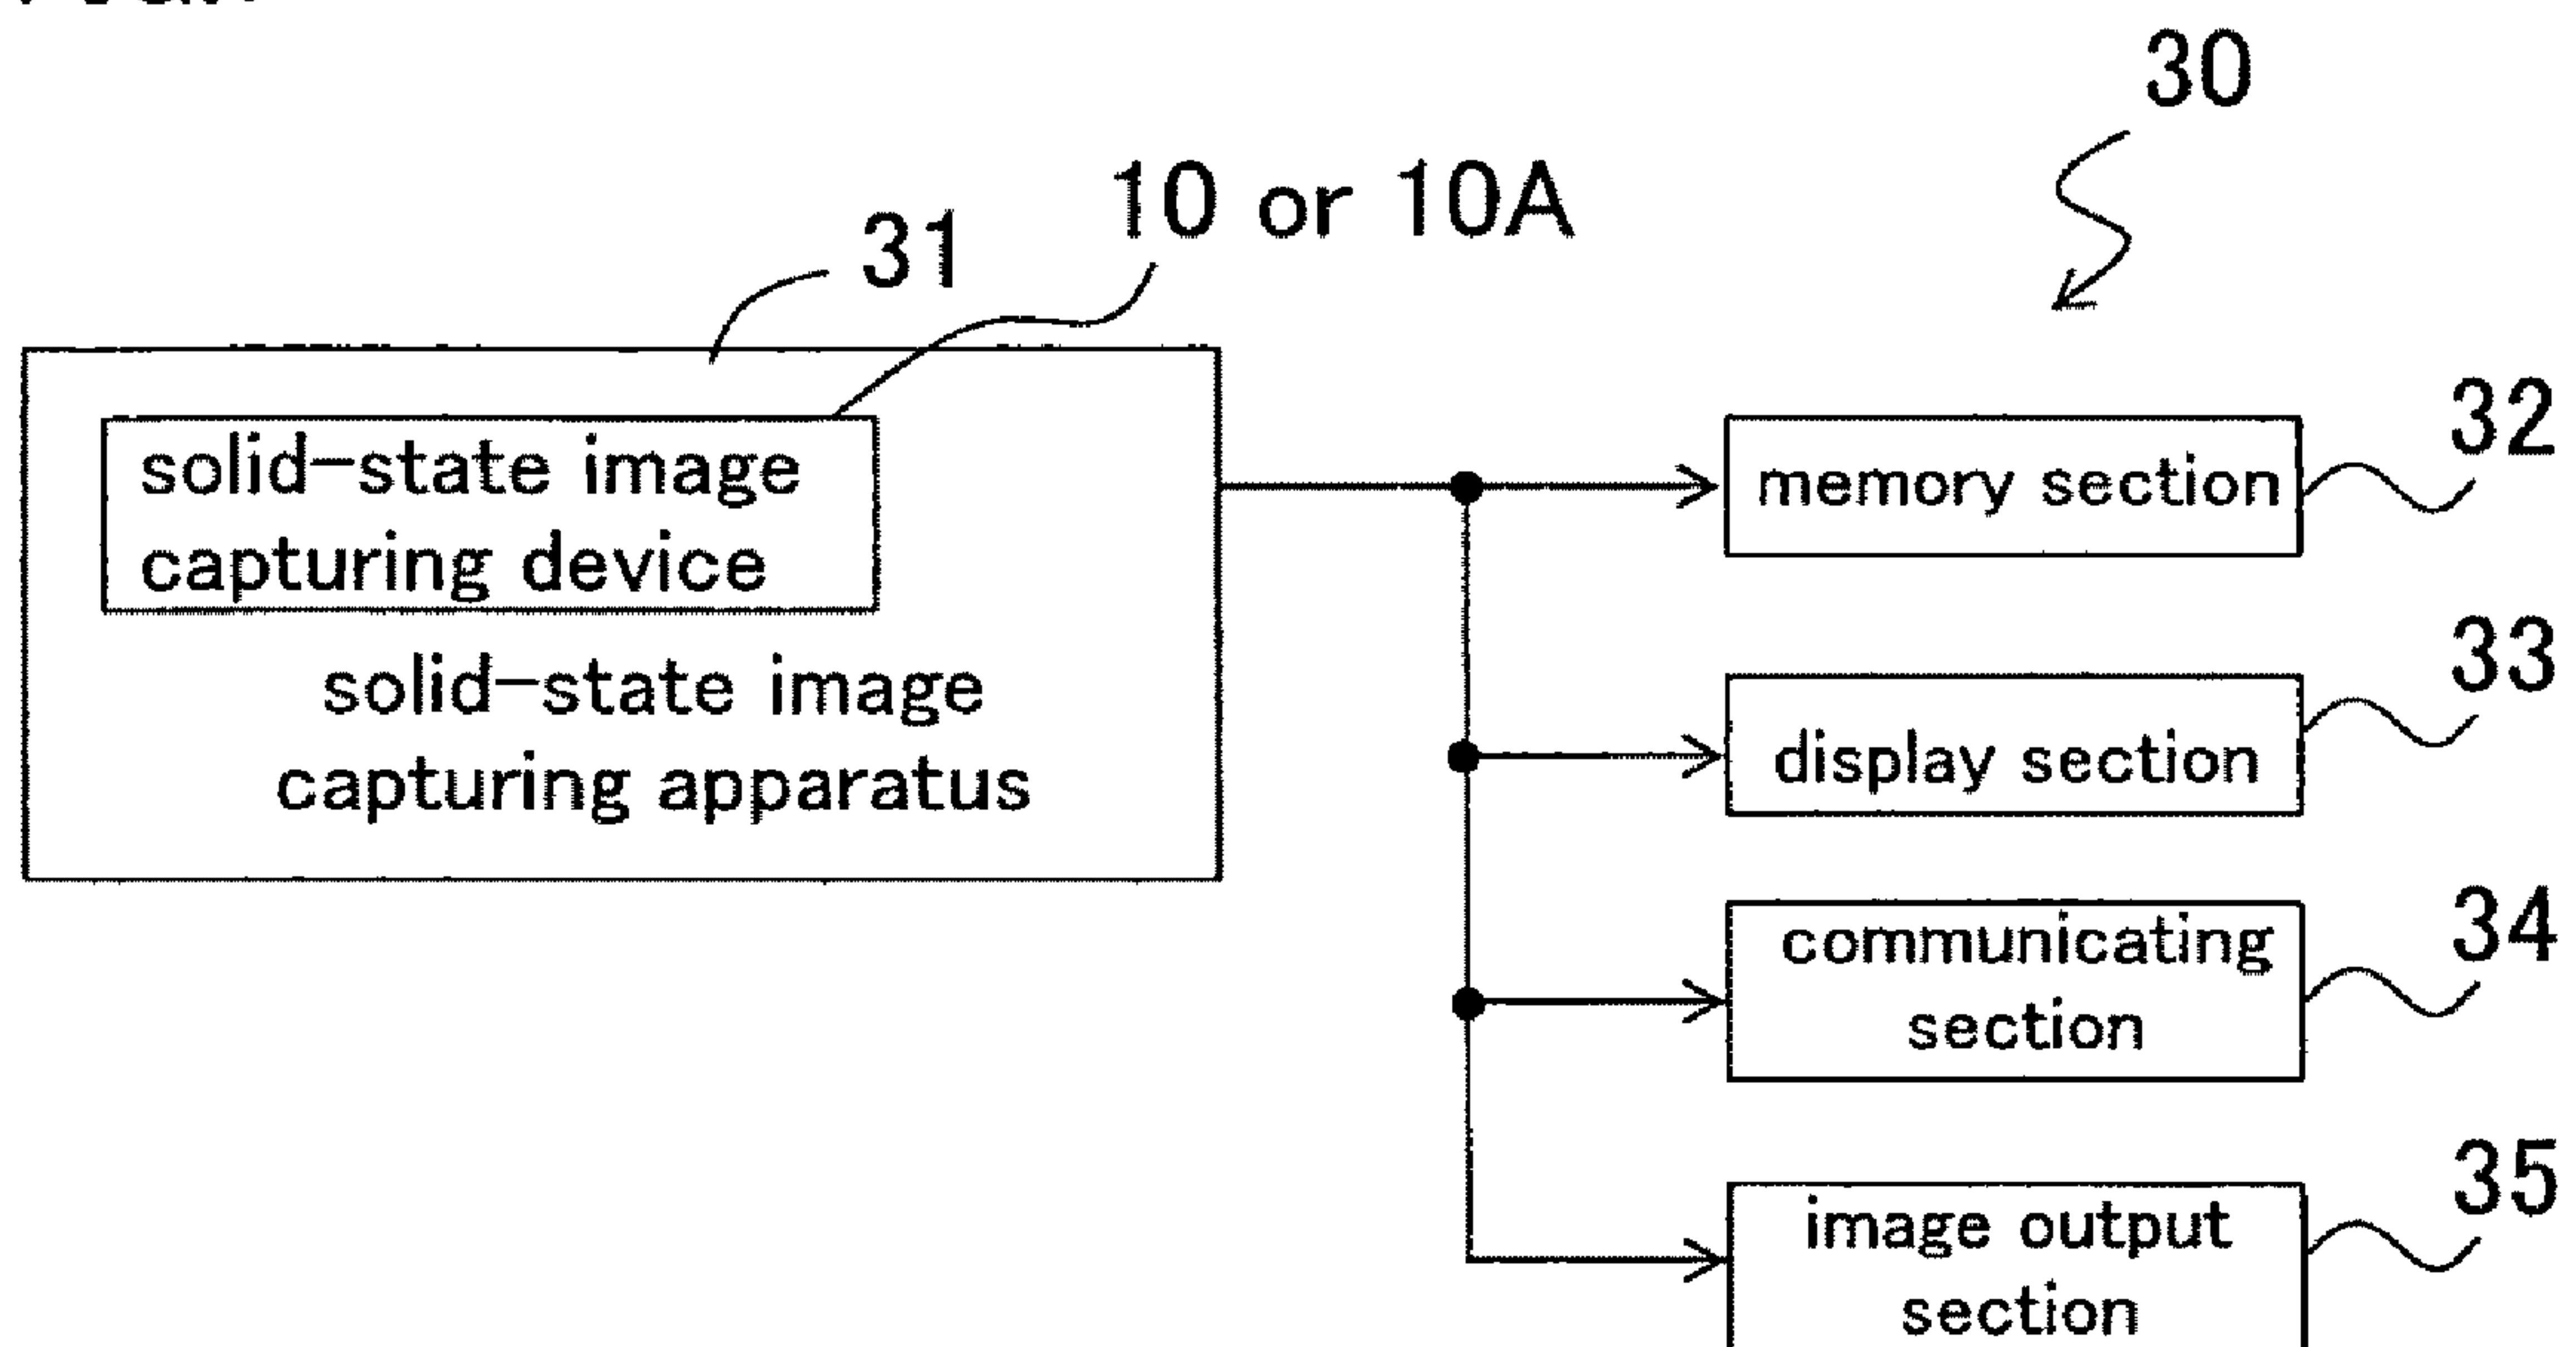 30
10 or 10A
31
solid-state image
capturing device
solid-state image
capturing apparatus
memory section
32
display section
33
communicating
section
34
image output
section
35